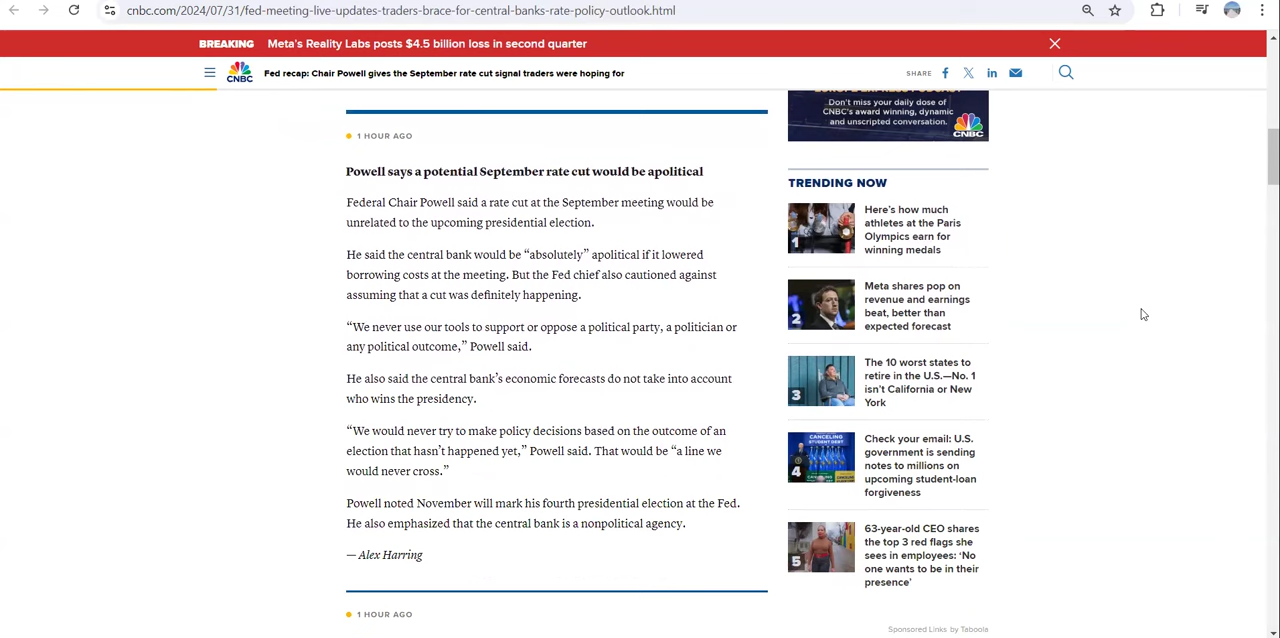 cnbc.com/2024/07/31/fed-meeting-live-updates-traders-brace-for-central-banks-rate-policy-outlook.html
BREAKING Meta's Reality Labs posts $4.5 billion loss in second quarter
CNBC
Fed recap: Chair Powell gives the September rate cut signal traders were hoping for
SHARE
1 HOUR AGO
Powell says a potential September rate cut would be apolitical
Federal Chair Powell said a rate cut at the September meeting would be
unrelated to the upcoming presidential election.
He said the central bank would be “absolutely” apolitical if it lowered
borrowing costs at the meeting. But the Fed chief also cautioned against
assuming that a cut was definitely happening.
“We never use our tools to support or oppose a political party, a politician or
any political outcome,” Powell said.
He also said the central bank’s economic forecasts do not take into account
who wins the presidency.
“We would never try to make policy decisions based on the outcome of an
election that hasn’t happened yet,” Powell said. That would be “a line we
would never cross.”
Powell noted November will mark his fourth presidential election at the Fed.
He also emphasized that the central bank is a nonpolitical agency.
— Alex Harring
1 HOUR AGO
Don't miss your daily dose of
CNBC's award winning, dynamic
and unscripted conversation.
CNBC
TRENDING NOW
1
Here’s how much
athletes at the Paris
Olympics earn for
winning medals
2
Meta shares pop on
revenue and earnings
beat, better than
expected forecast
3
The 10 worst states to
retire in the U.S.—No. 1
isn’t California or New
York
CANCELING
STUDENT DEBT
4
Check your email: U.S.
government is sending
notes to millions on
upcoming student-loan
forgiveness
5
63-year-old CEO shares
the top 3 red flags she
sees in employees: ‘No
one wants to be in their
presence’
Sponsored Links by Taboola